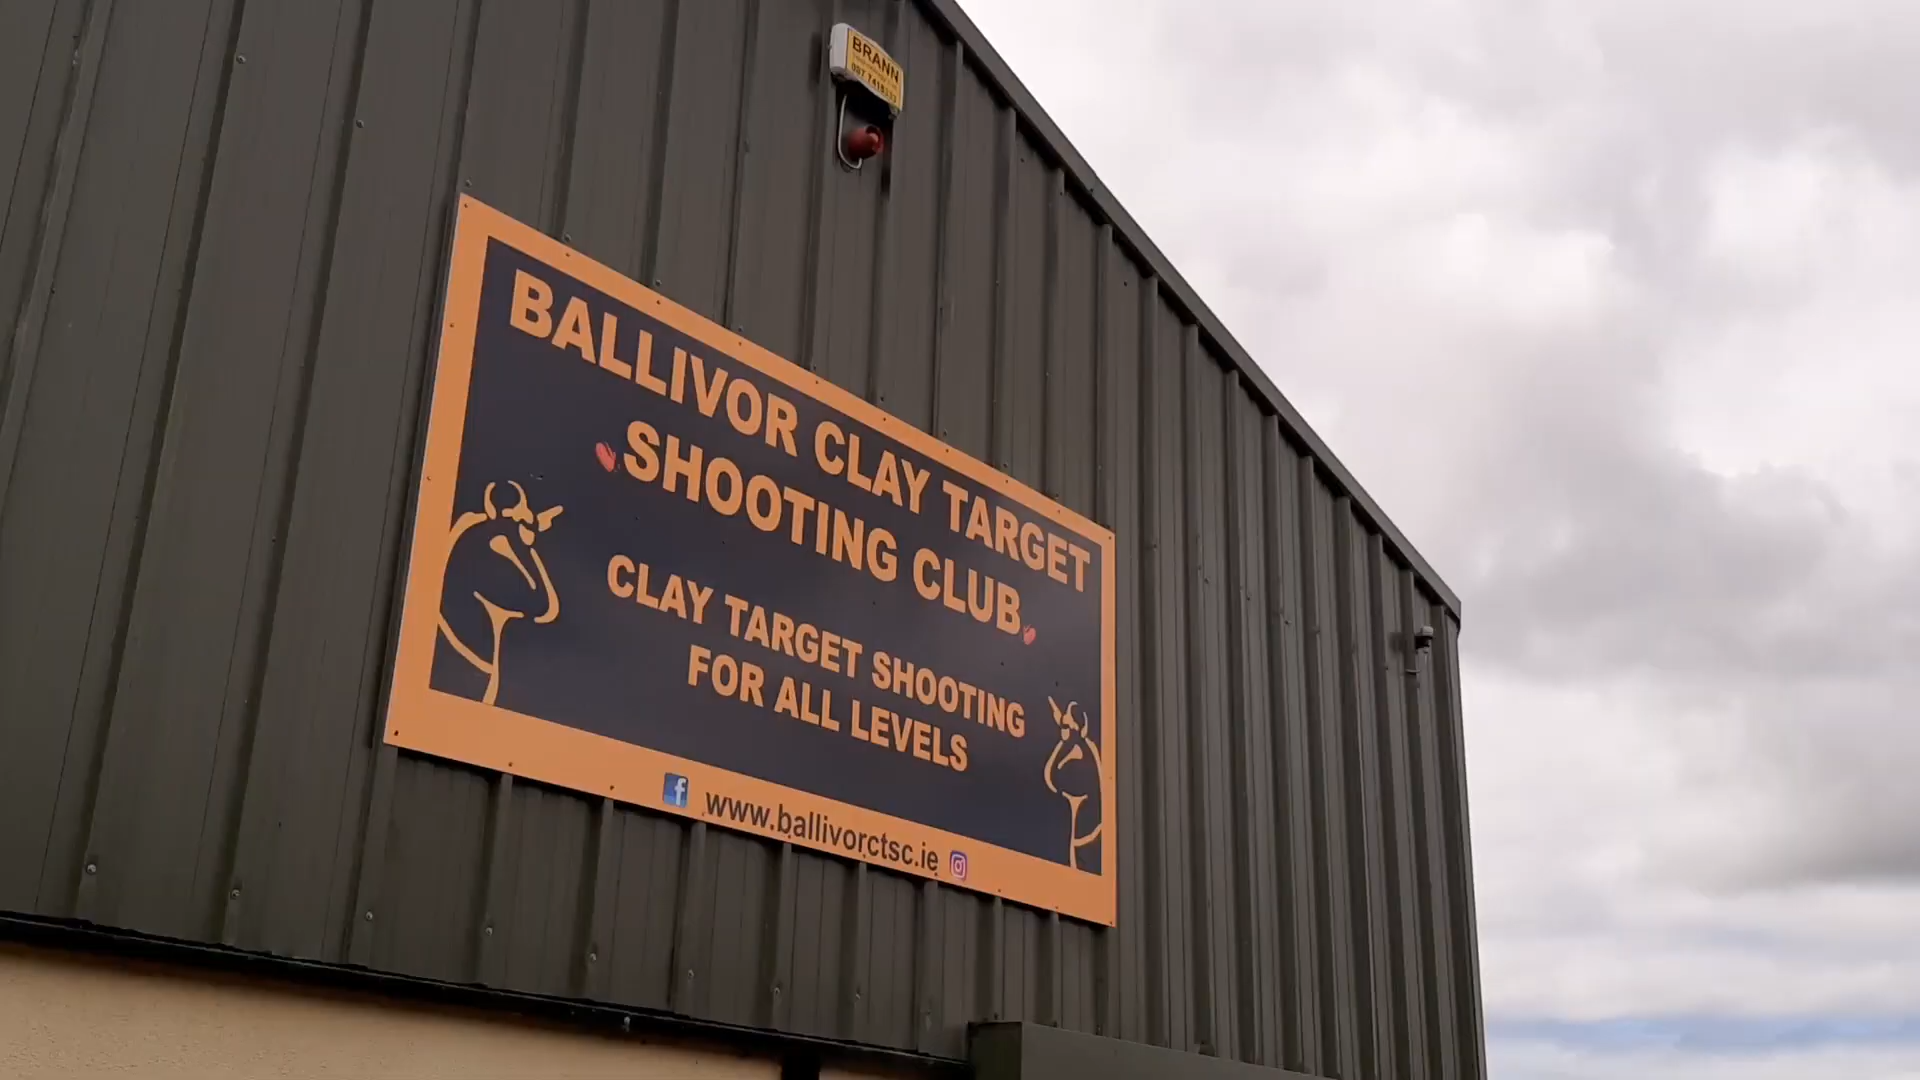 BRANN
BALLIVOR CLAY TARGET
SHOOTING CLUB
CLAY TARGET SHOOTING
FOR ALL LEVELS
f www.ballivorctsc.ie